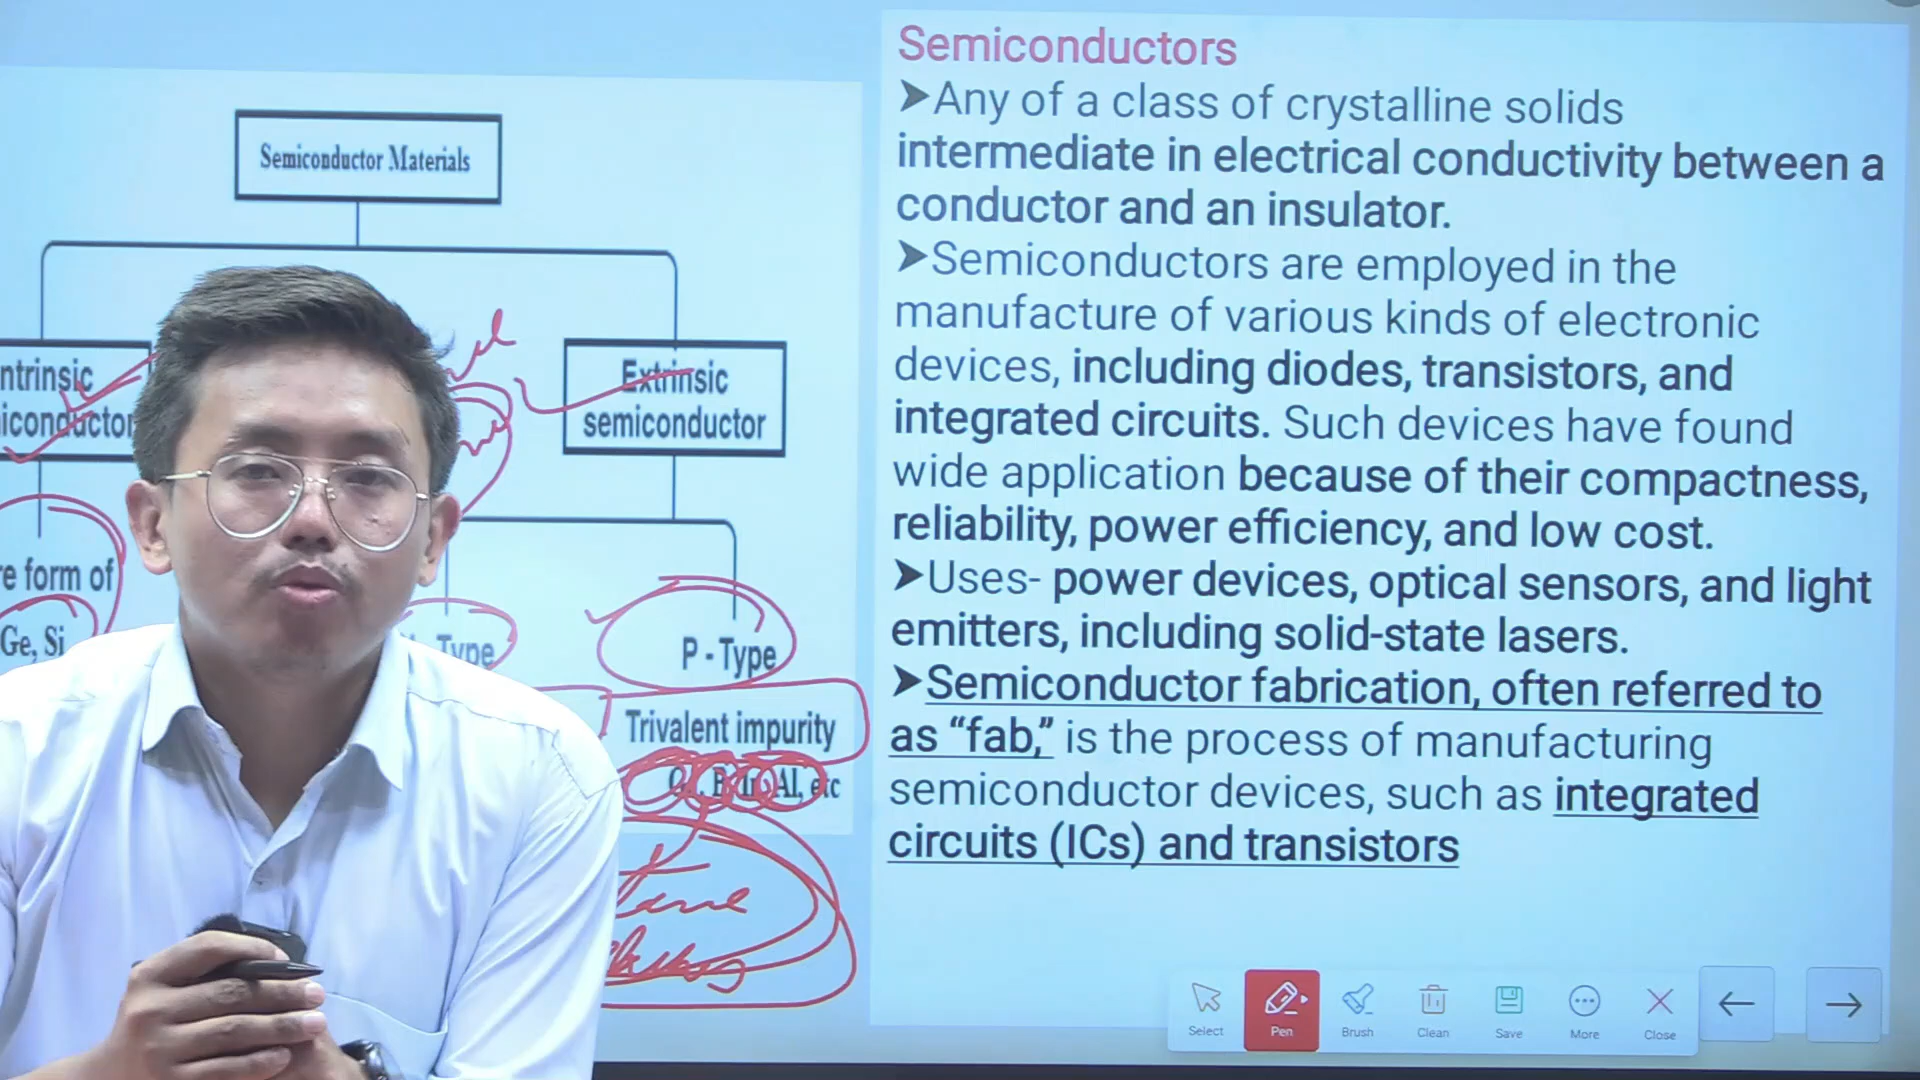 Semiconductors
➤Any of a class of crystalline solids
intermediate in electrical conductivity between a
conductor and an insulator.
➤Semiconductors are employed in the
manufacture of various kinds of electronic
devices, including diodes, transistors, and
integrated circuits. Such devices have found
wide application because of their compactness,
reliability, power efficiency, and low cost.
➤Uses- power devices, optical sensors, and light
emitters, including solid-state lasers.
➤Semiconductor fabrication, often referred to
as “fab,” is the process of manufacturing
semiconductor devices, such as integrated
circuits (ICs) and transistors
Semiconductor Materials
ntrinsic
iconductor
Extrinsic
semiconductor
e form of
Ge, Si
Type
P - Type
Trivalent impurity
Al, etc
Select
Pen
Brush
Clean
Save
More
Close